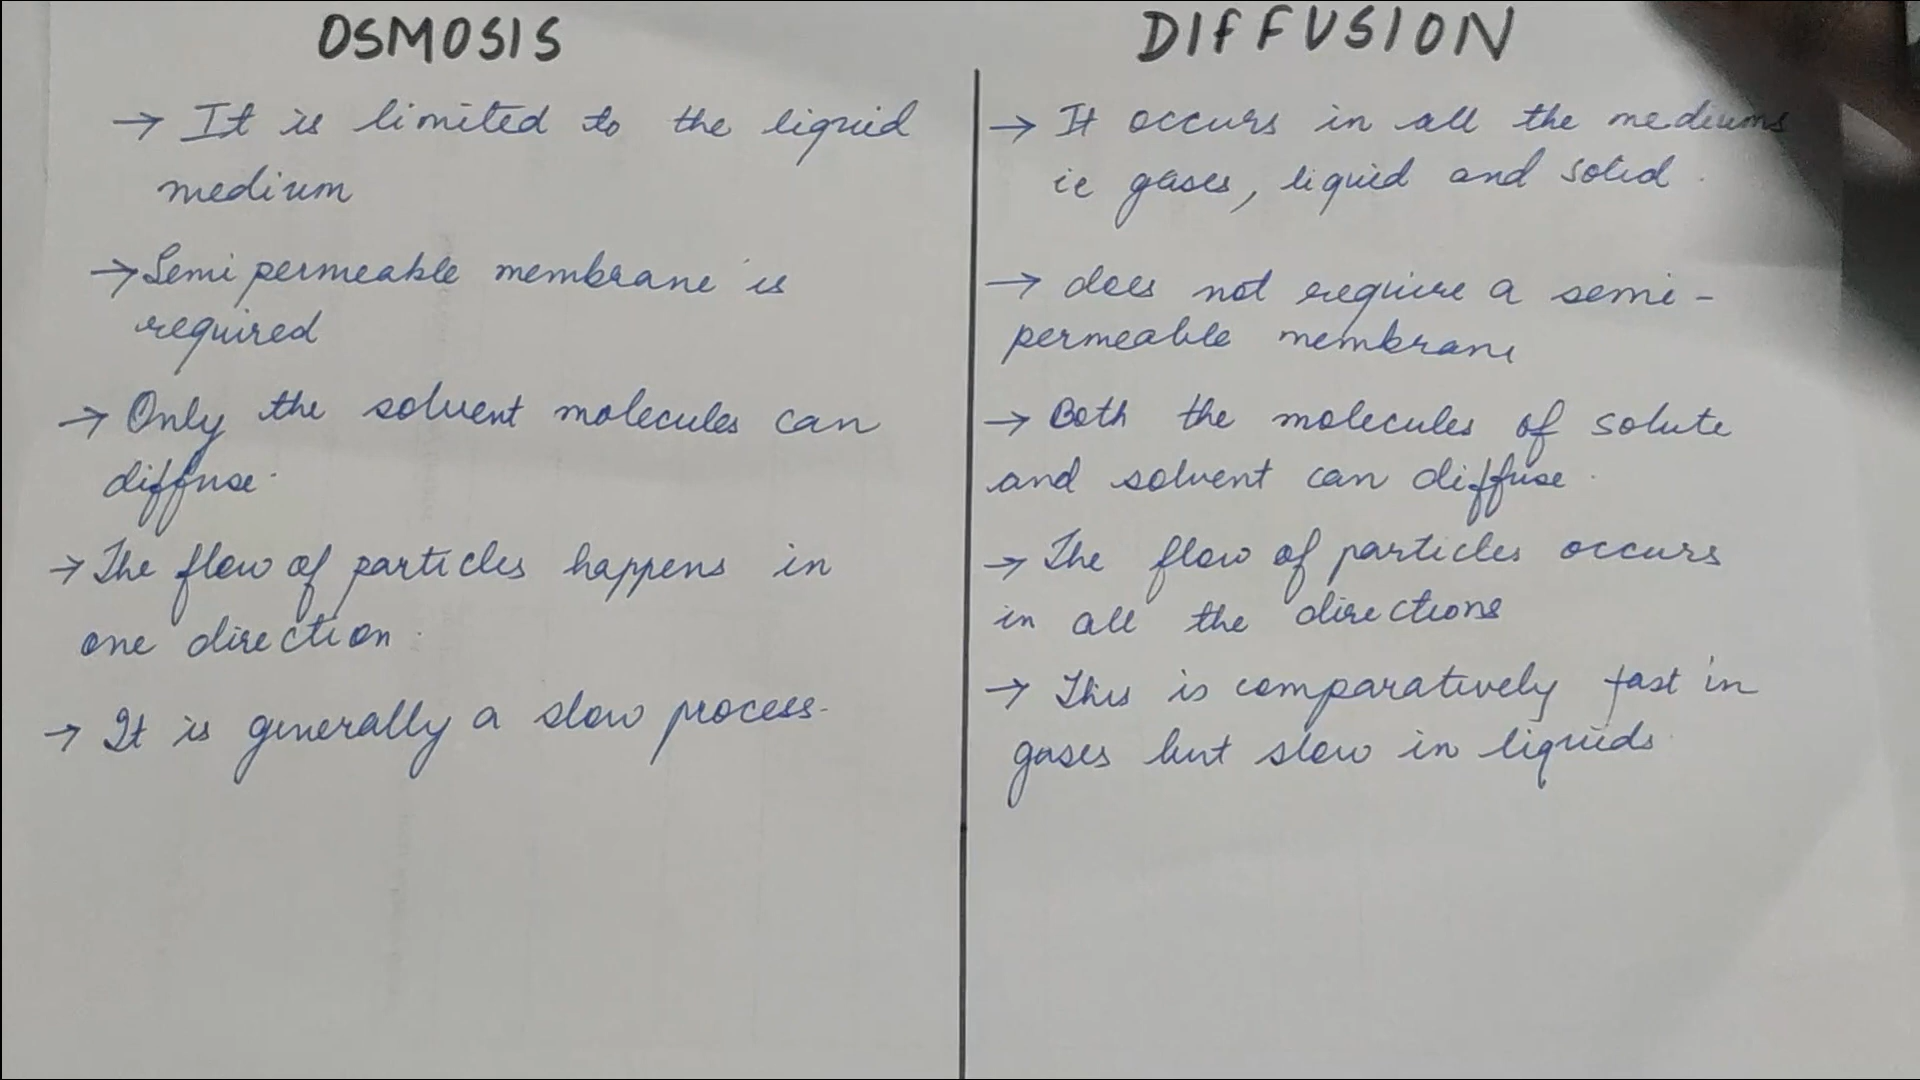 OSMOSIS
→ It is limited to the liquid
medium
→ Semi permeable membrane is
required
→ Only the solvent molecules can
diffuse.
→ The flow of particles happens in
one direction.
→ It is generally a slow process.
DIFFUSION
→ It occurs in all the mediums
ie gases, liquid and solid.
→ does not require a semi-
permeable membrane
→ Both the molecules of solute
and solvent can diffuse.
→ The flow of particles occurs
in all the directions
→ This is comparatively fast in
gases but slow in liquids.